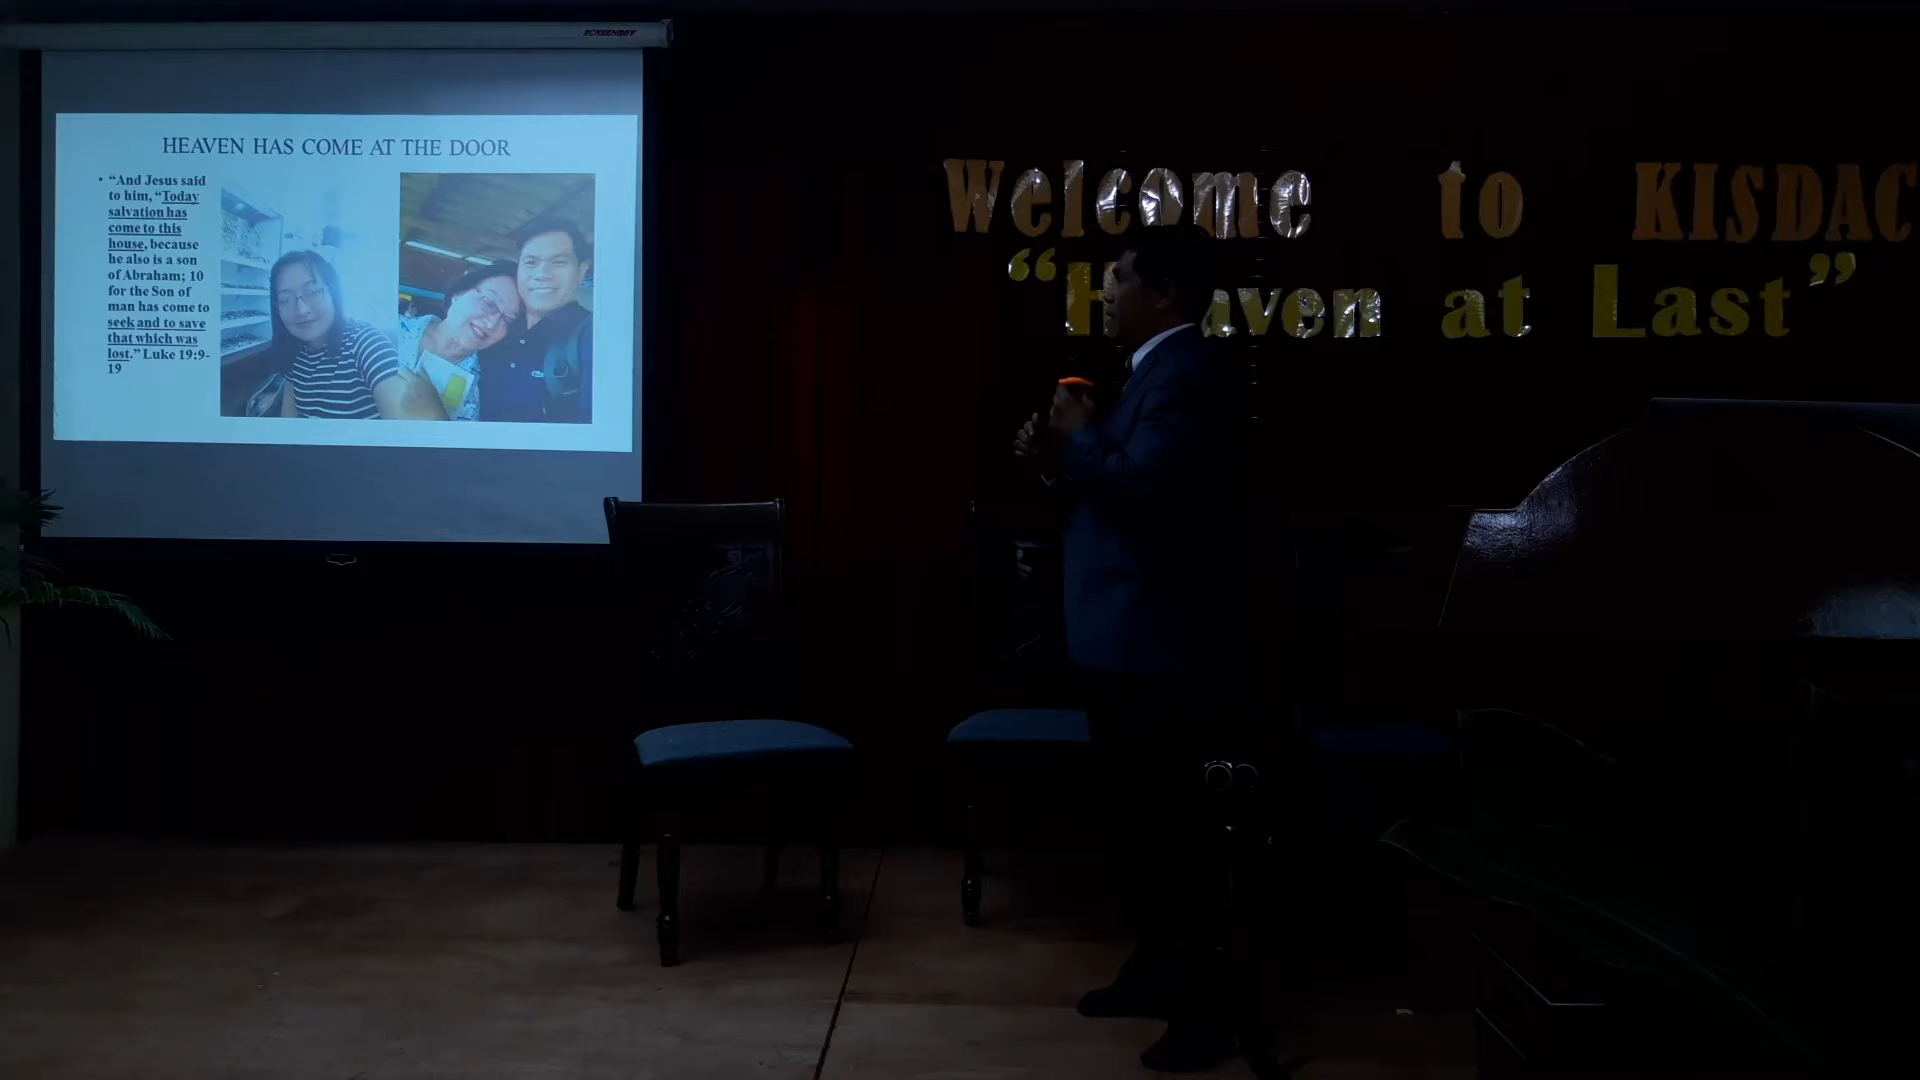 SCREENBOY
HEAVEN HAS COME AT THE DOOR
• “And Jesus said
to him, “Today
salvation has
come to this
house, because
he also is a son
of Abraham; 10
for the Son of
man has come to
seek and to save
that which was
lost.” Luke 19:9-
19
Welcome to KISDAC
“Heaven at Last”